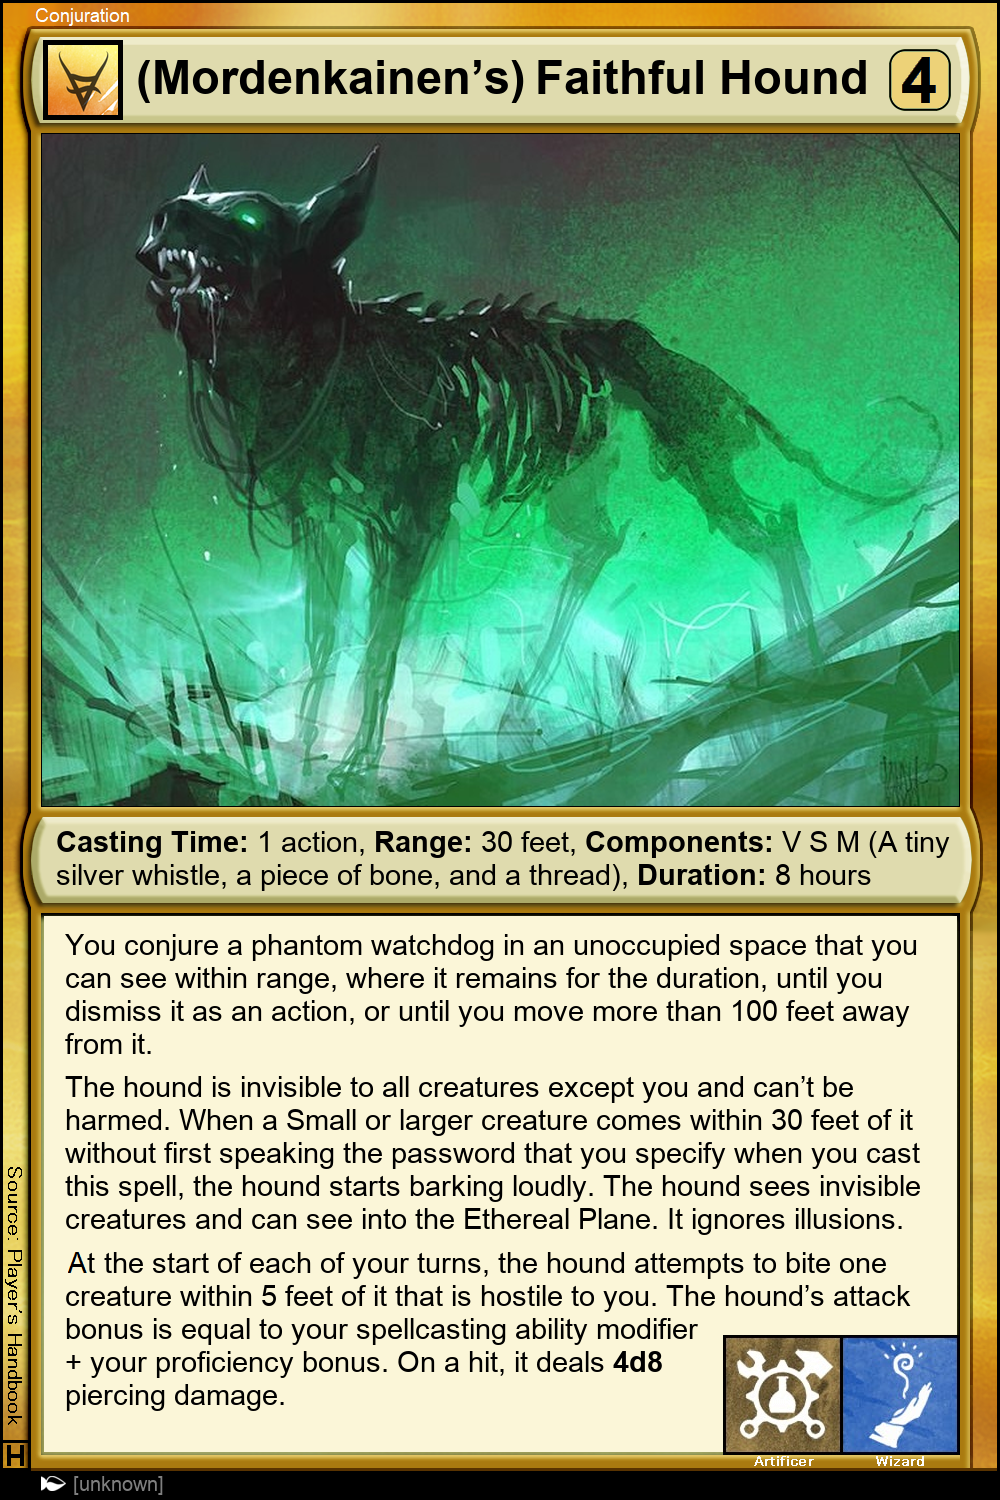 Conjuration
(Mordenkainen’s) Faithful Hound
4
Casting Time: 1 action, Range: 30 feet, Components: V S M (A tiny
silver whistle, a piece of bone, and a thread), Duration: 8 hours
You conjure a phantom watchdog in an unoccupied space that you
can see within range, where it remains for the duration, until you
dismiss it as an action, or until you move more than 100 feet away
from it.
The hound is invisible to all creatures except you and can’t be
harmed. When a Small or larger creature comes within 30 feet of it
without first speaking the password that you specify when you cast
this spell, the hound starts barking loudly. The hound sees invisible
creatures and can see into the Ethereal Plane. It ignores illusions.
At the start of each of your turns, the hound attempts to bite one
creature within 5 feet of it that is hostile to you. The hound’s attack
bonus is equal to your spellcasting ability modifier
+ your proficiency bonus. On a hit, it deals 4d8
piercing damage.
Artificer
Wizard
Source: Player’s Handbook
H
[unknown]